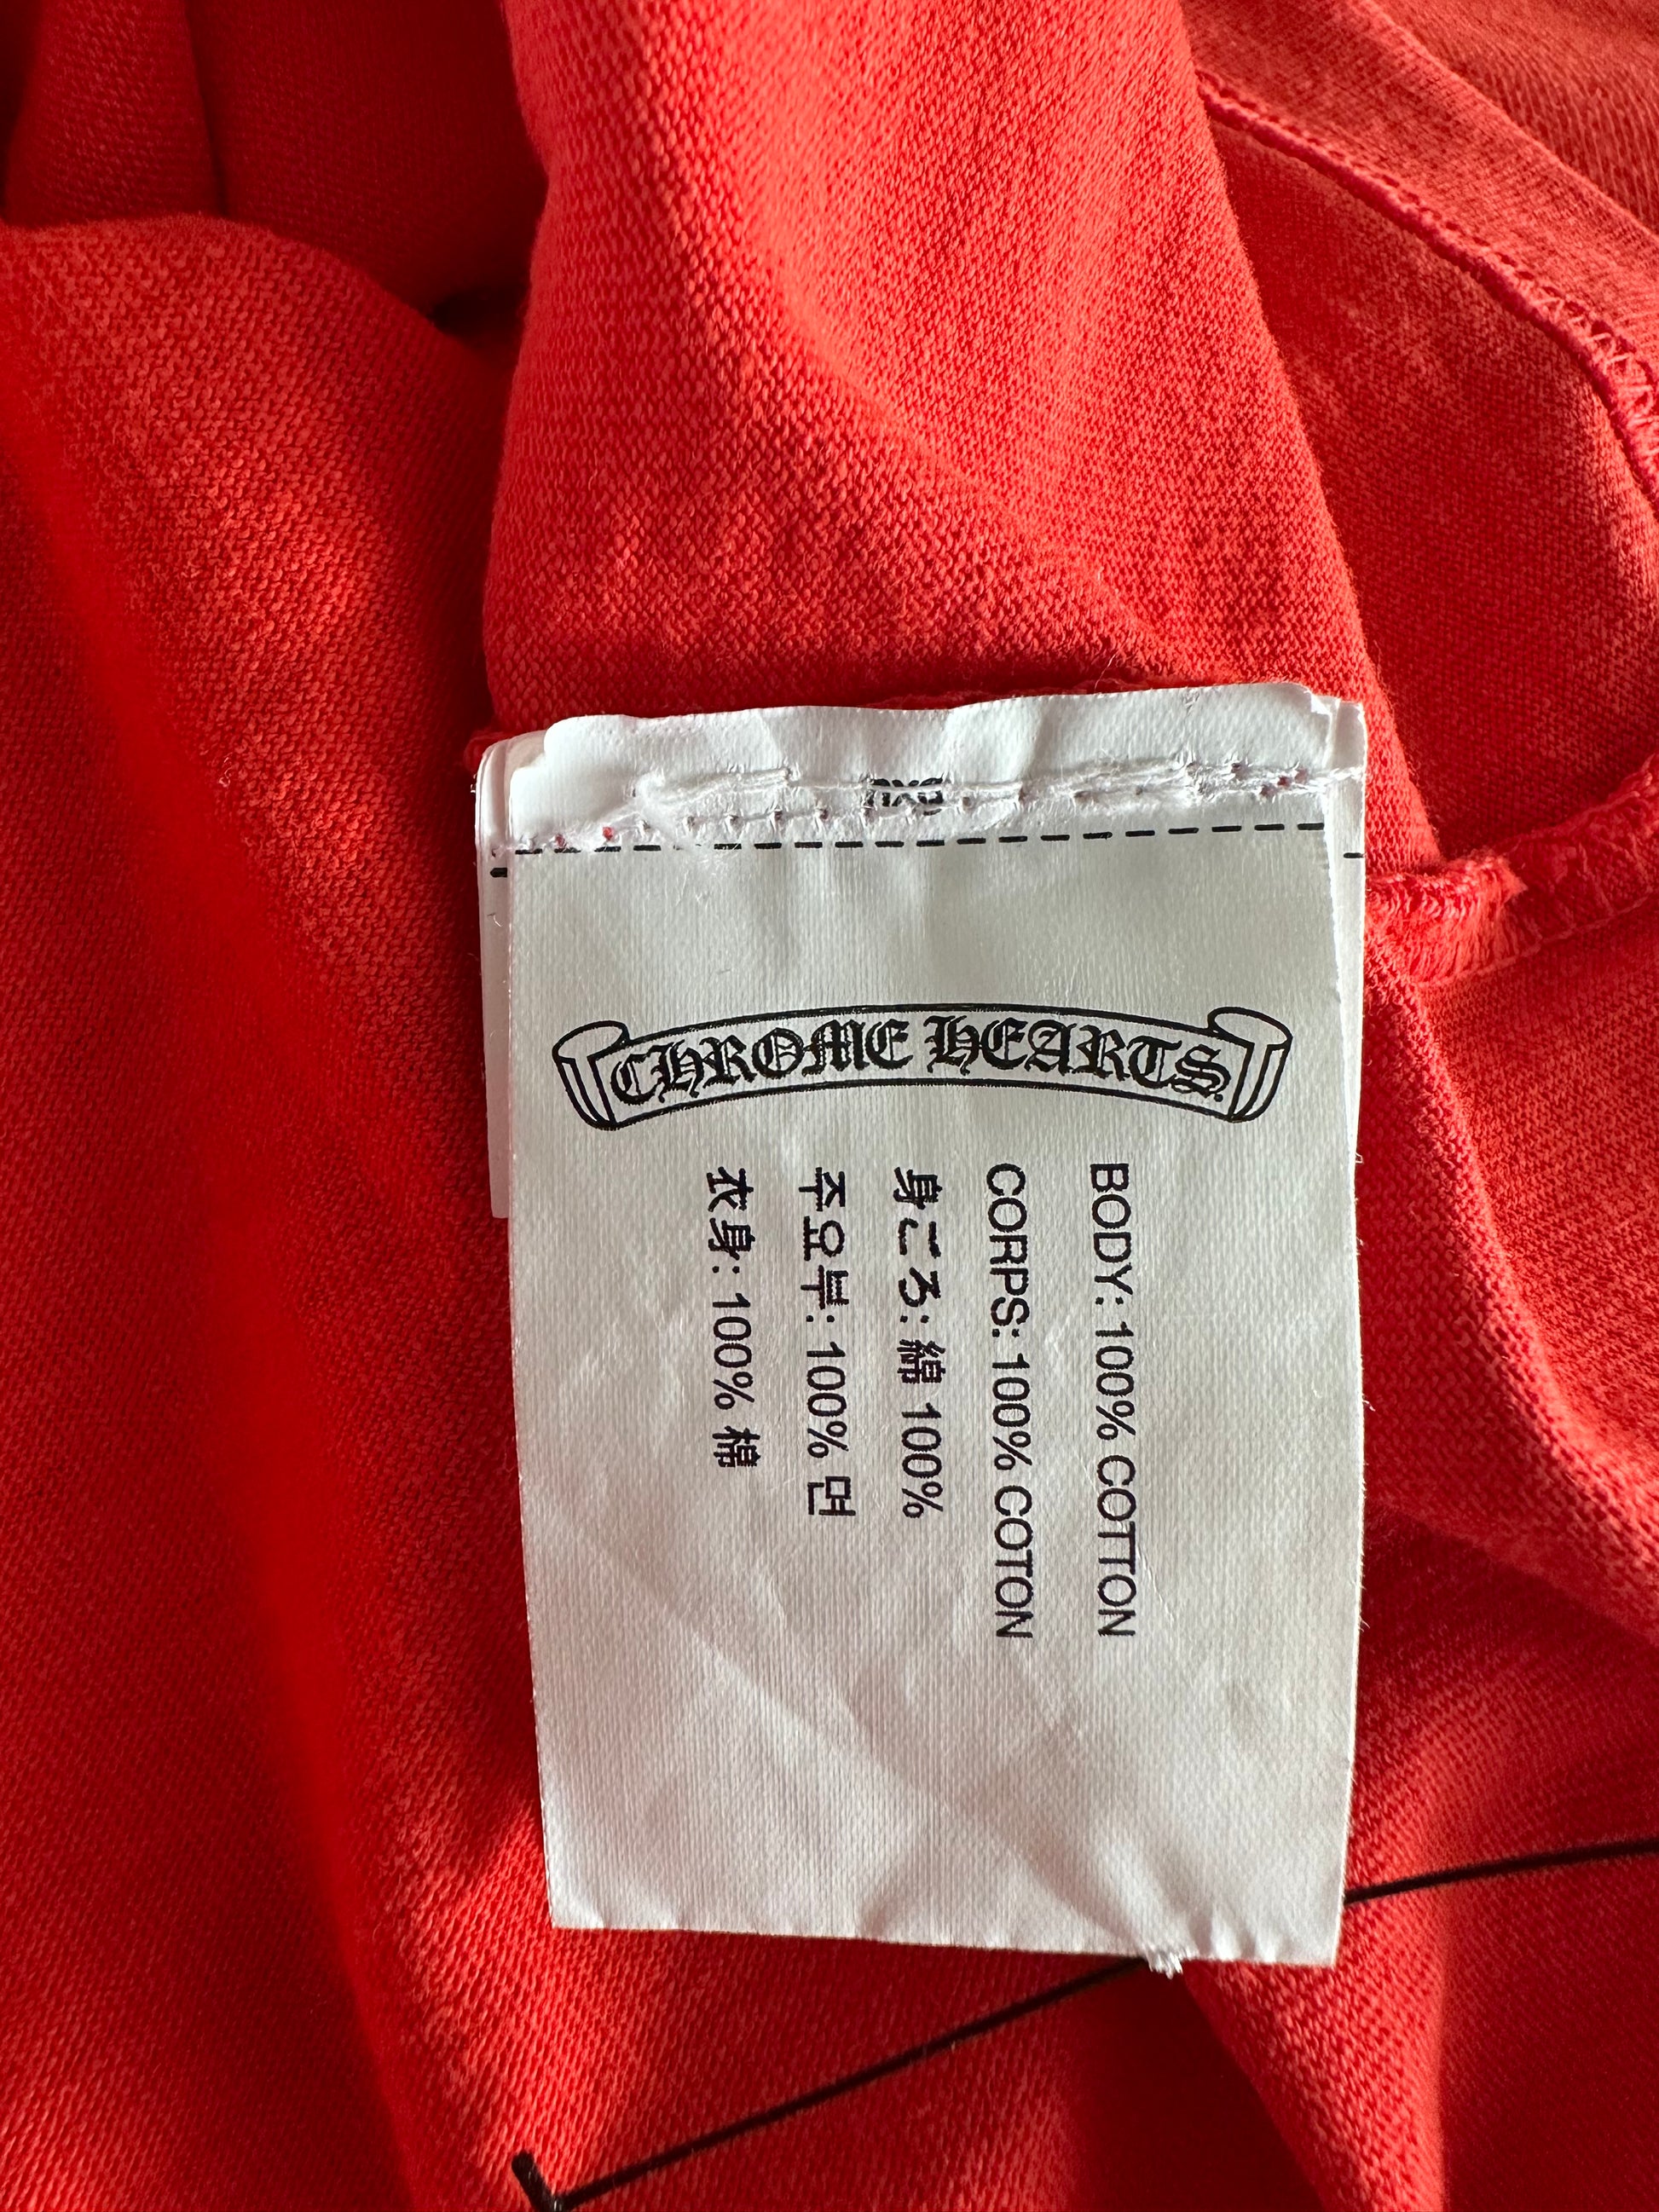 CHROME HEARTS
BODY: 100% COTTON
CORPS: 100% COTON
身ごろ: 綿 100%
주요부: 100% 면
衣身: 100% 棉